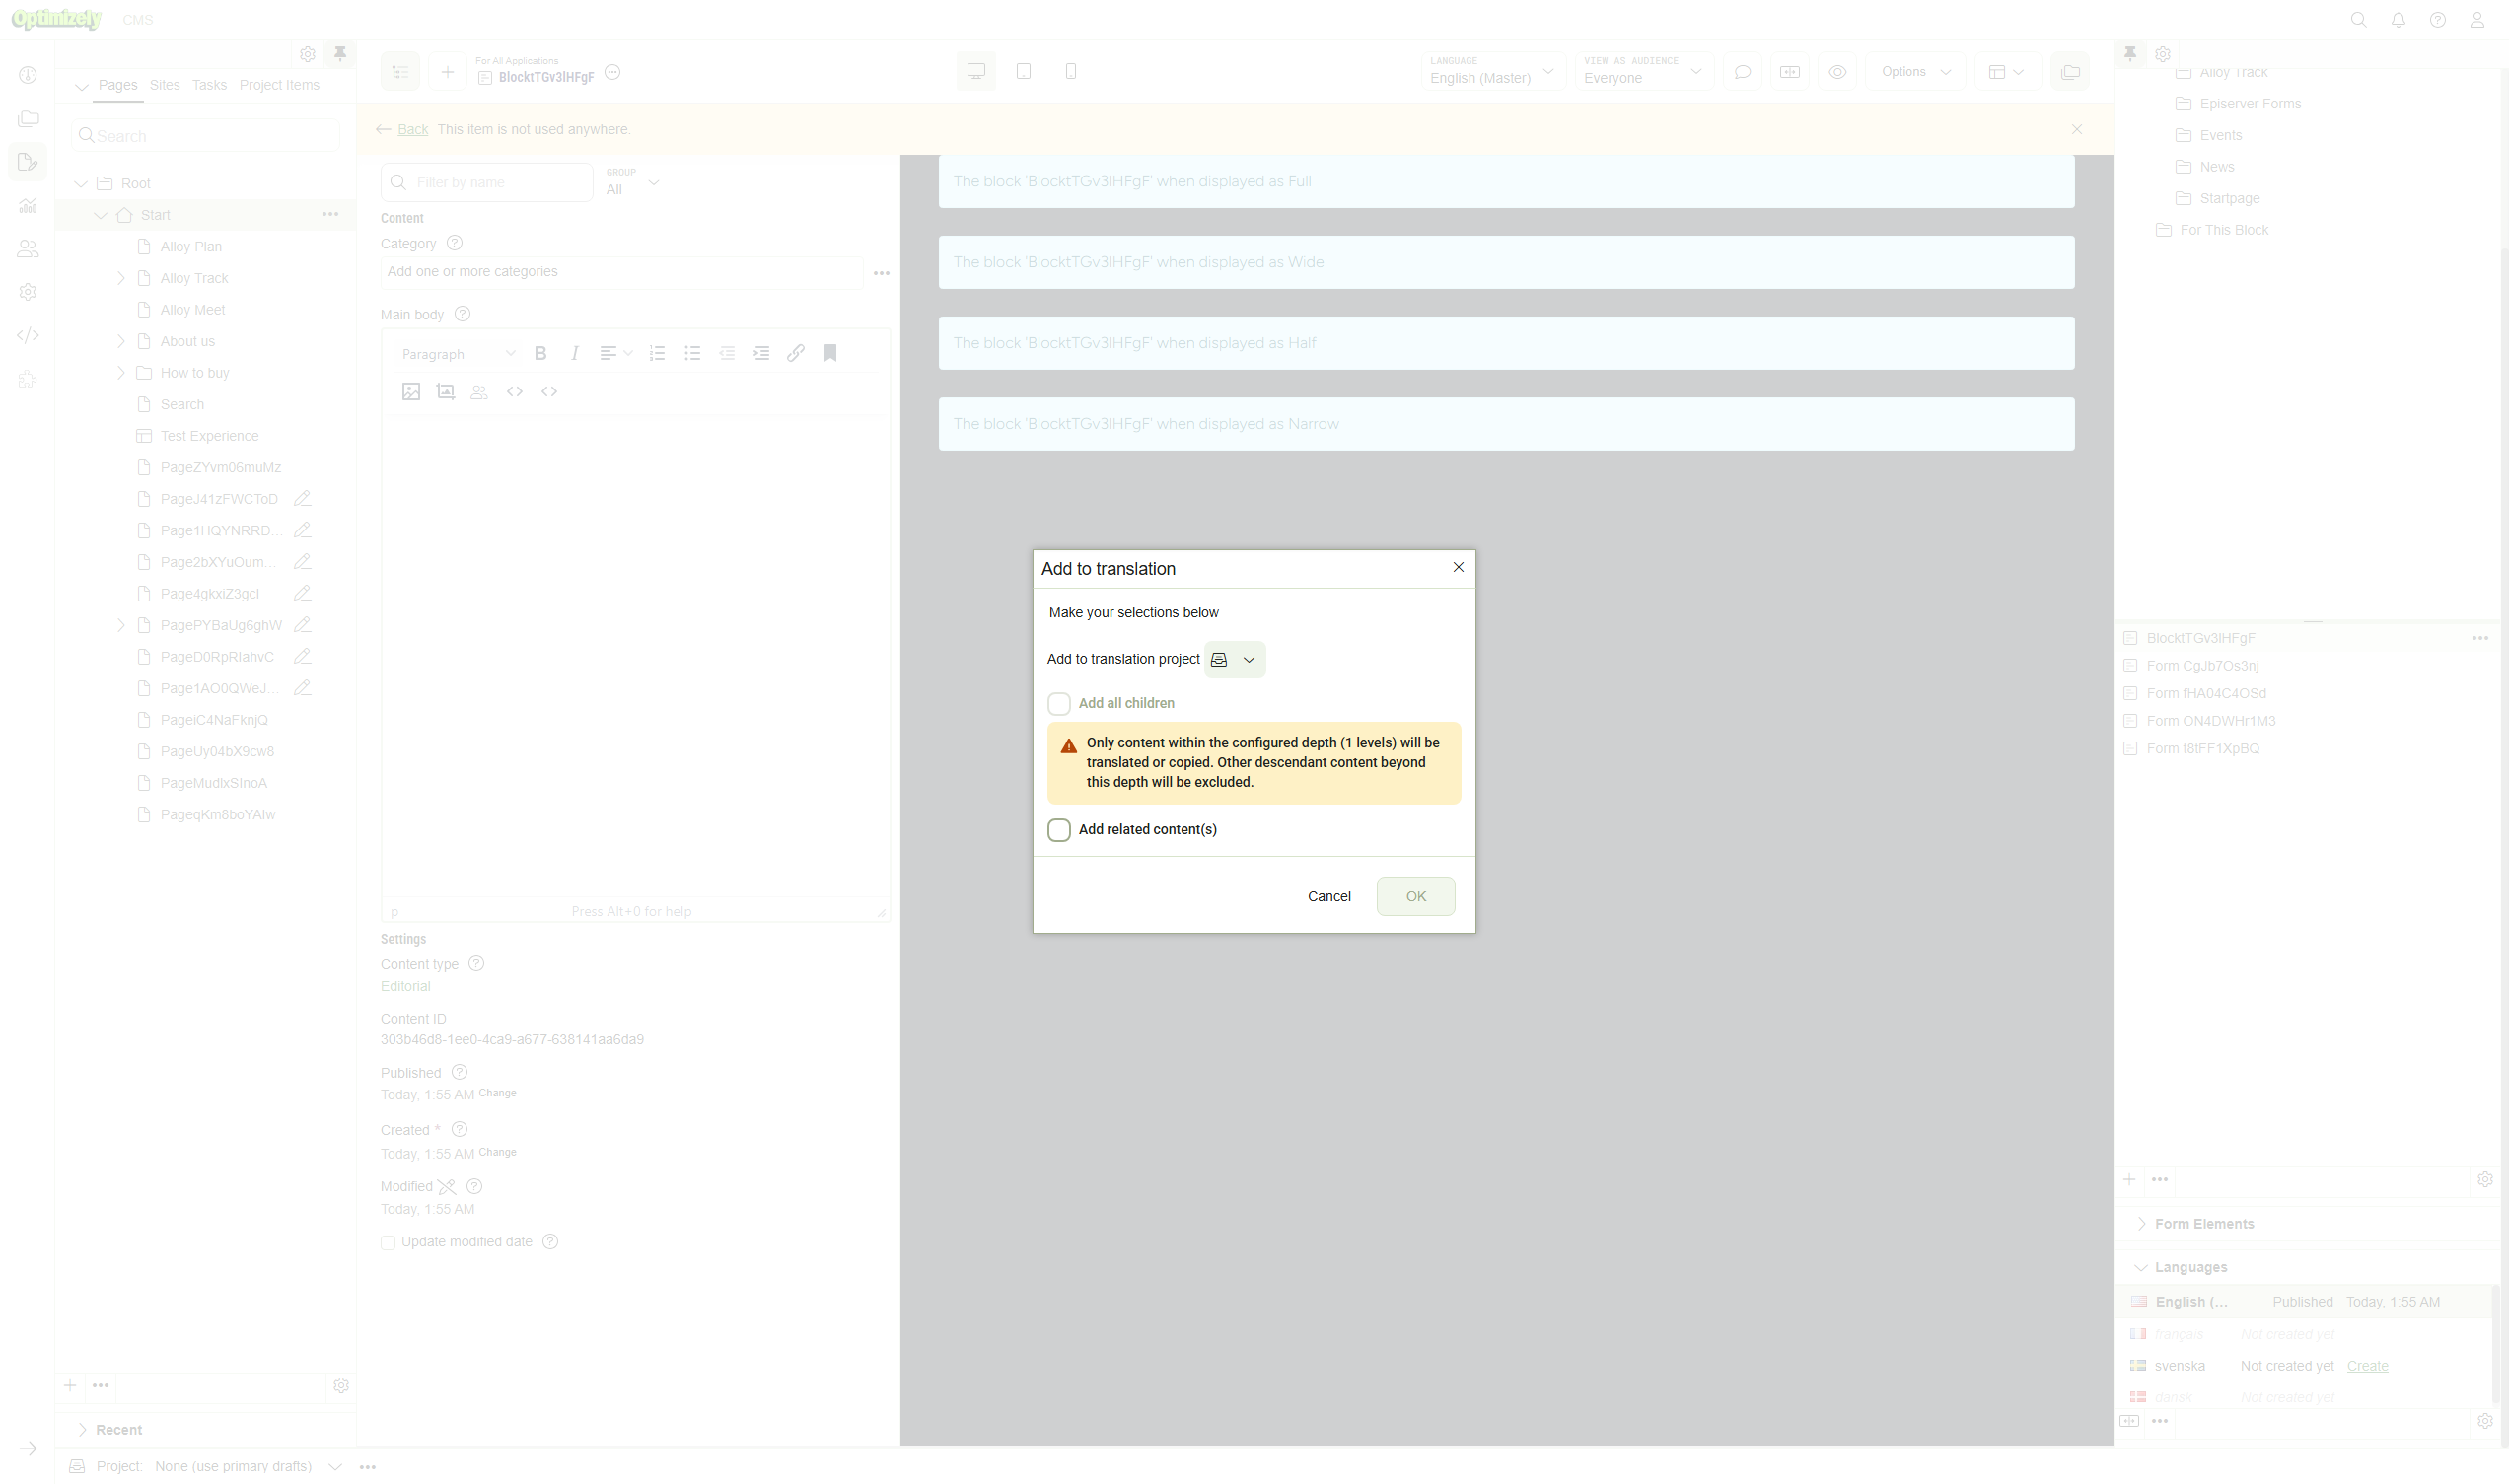 Optimizely CMS
Pages Sites Tasks Project Items
Search
Root
Start
Alloy Plan
Alloy Track
Alloy Meet
About us
How to buy
Search
Test Experience
PageZYvm06muMz
PageJ41zFWCToD
Page1HQYNRRD...
Page2bXYuOum...
Page4gkxiZ3gcl
PagePYBaUg6ghW
PageD0RpRlahvC
Page1AO0QWeJ...
PageiC4NaFknjQ
PageUy04bX9cw8
PageMudlxSlnoA
PageqKm8boYAlw
Recent
Project: None (use primary drafts)
For All Applications
BlocktTGv3lHFgF
LANGUAGE
English (Master)
VIEW AS AUDIENCE
Everyone
Options
Back This item is not used anywhere.
Filter by name
GROUP
All
Content
Category
Add one or more categories
Main body
Paragraph
p Press Alt+0 for help
Settings
Content type
Editorial
Content ID
303b46d8-1ee0-4ca9-a677-638141aa6da9
Published
Today, 1:55 AM Change
Created *
Today, 1:55 AM Change
Modified
Today, 1:55 AM
Update modified date
The block 'BlocktTGv3lHFgF' when displayed as Full
The block 'BlocktTGv3lHFgF' when displayed as Wide
The block 'BlocktTGv3lHFgF' when displayed as Half
The block 'BlocktTGv3lHFgF' when displayed as Narrow
Add to translation
Make your selections below
Add to translation project
Add all children
Only content within the configured depth (1 levels) will be
translated or copied. Other descendant content beyond
this depth will be excluded.
Add related content(s)
Cancel OK
Alloy Track
Episerver Forms
Events
News
Startpage
For This Block
BlocktTGv3lHFgF
Form CgJb7Os3nj
Form fHA04C4OSd
Form ON4DWHr1M3
Form t8tFF1XpBQ
Form Elements
Languages
English (... Published Today, 1:55 AM
français Not created yet
svenska Not created yet Create
dansk Not created yet